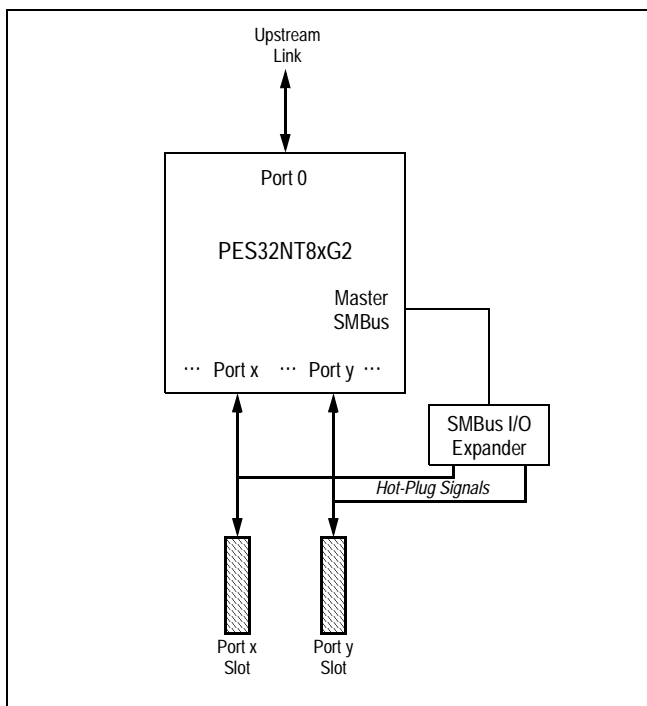 Upstream
Link
Port 0
PES32NT8xG2
Master
SMBus
··· Port x ··· Port y ···
SMBus I/O
Expander
Hot-Plug Signals
Port x
Slot
Port y
Slot